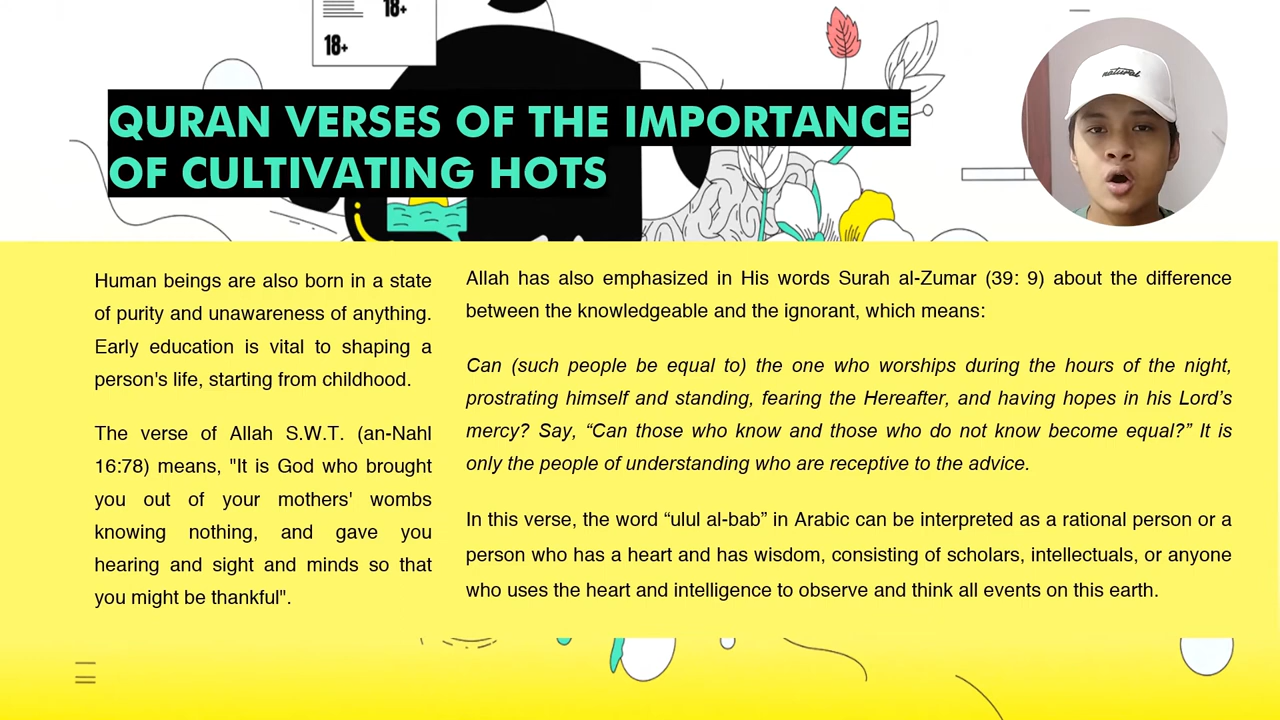 18+
18+
natural
QURAN VERSES OF THE IMPORTANCE
OF CULTIVATING HOTS
Human beings are also born in a state
of purity and unawareness of anything.
Early education is vital to shaping a
person's life, starting from childhood.
The verse of Allah S.W.T. (an-Nahl
16:78) means, "It is God who brought
you out of your mothers' wombs
knowing nothing, and gave you
hearing and sight and minds so that
you might be thankful".
Allah has also emphasized in His words Surah al-Zumar (39: 9) about the difference
between the knowledgeable and the ignorant, which means:
Can (such people be equal to) the one who worships during the hours of the night,
prostrating himself and standing, fearing the Hereafter, and having hopes in his Lord’s
mercy? Say, “Can those who know and those who do not know become equal?” It is
only the people of understanding who are receptive to the advice.
In this verse, the word “ulul al-bab” in Arabic can be interpreted as a rational person or a
person who has a heart and has wisdom, consisting of scholars, intellectuals, or anyone
who uses the heart and intelligence to observe and think all events on this earth.